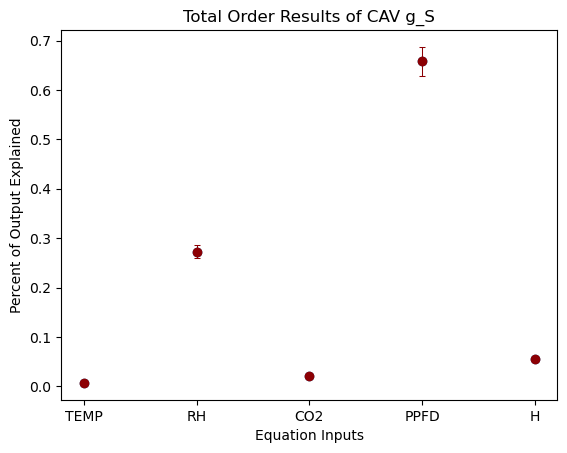 Total Order Results of CAV g_S
Percent of Output Explained
0.7
0.6
0.5
0.4
0.3
0.2
0.1
0.0
TEMP RH CO2 PPFD H
Equation Inputs